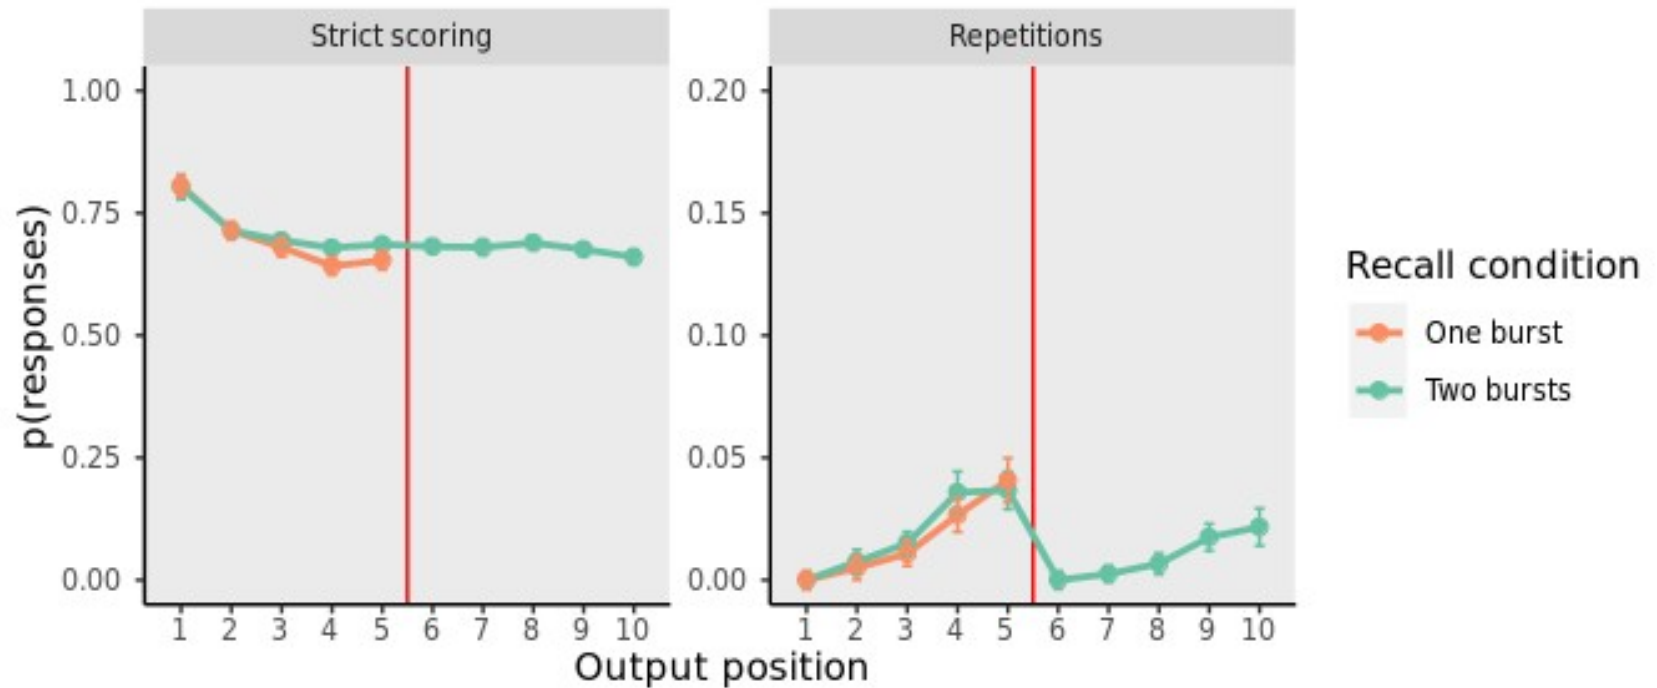 Strict scoring
Repetitions
p(responses)
1.00
0.75
0.50
0.25
0.00
0.20
0.15
0.10
0.05
0.00
1 2 3 4 5 6 7 8 9 10
1 2 3 4 5 6 7 8 9 10
Output position
Recall condition
One burst
Two bursts